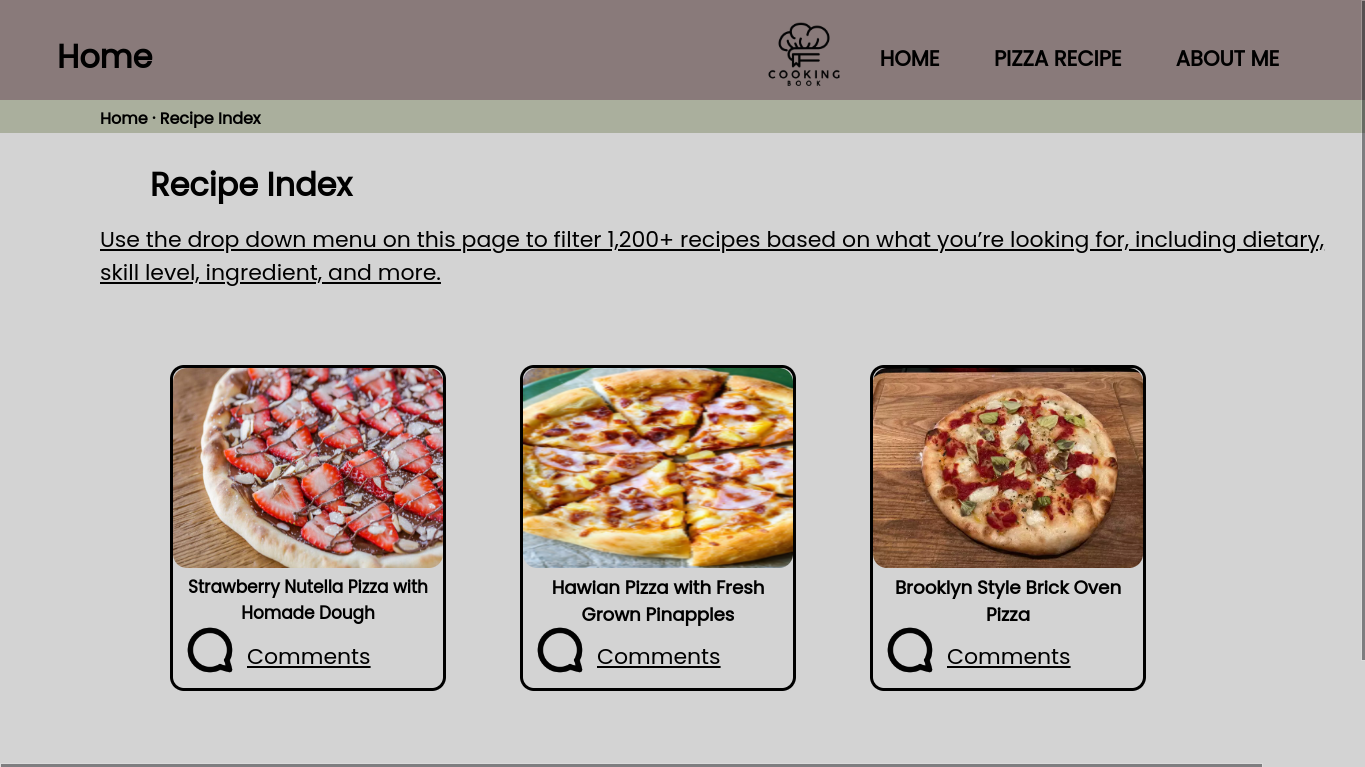 Home
COOKING
BOOK
HOME
PIZZA RECIPE
ABOUT ME
Home · Recipe Index
Recipe Index
Use the drop down menu on this page to filter 1,200+ recipes based on what you’re looking for, including dietary,
skill level, ingredient, and more.
Strawberry Nutella Pizza with
Homade Dough
Comments
Hawian Pizza with Fresh
Grown Pinapples
Comments
Brooklyn Style Brick Oven
Pizza
Comments